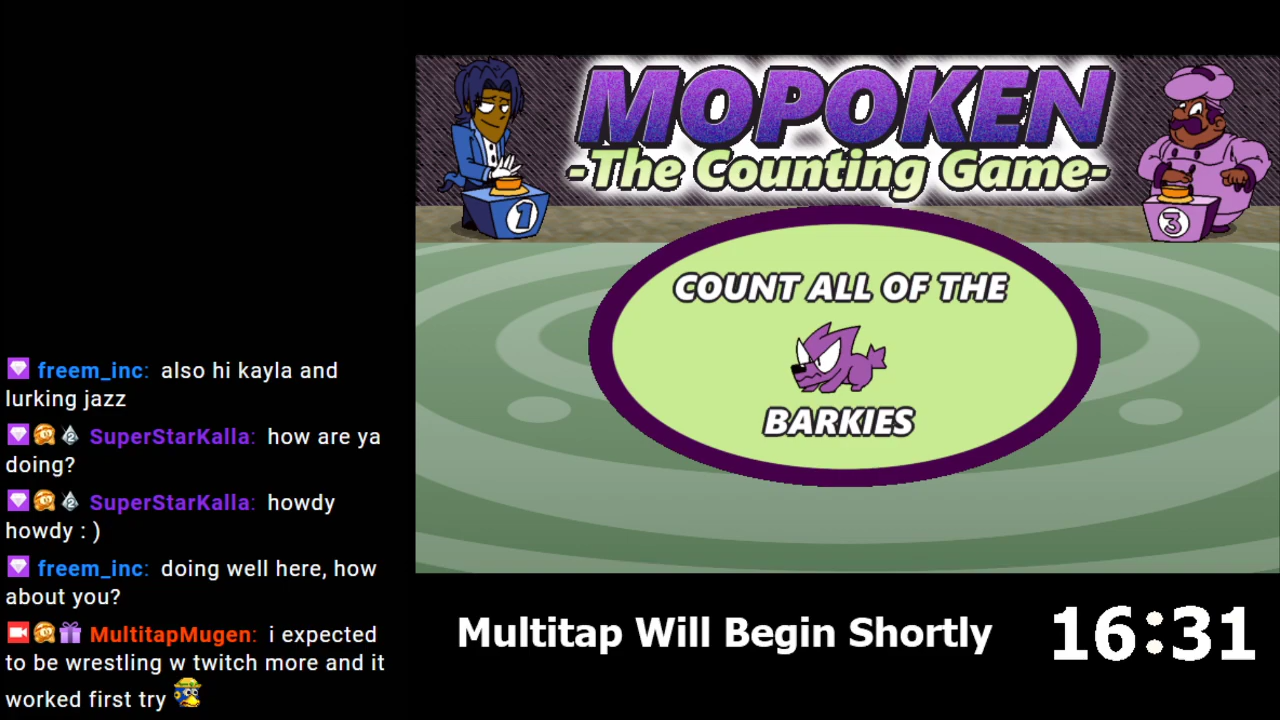 MOPOKEN
-The Counting Game-
1
3
COUNT ALL OF THE
BARKIES
freem_inc: also hi kayla and
lurking jazz
2 SuperStarKalla: how are ya
doing?
2 SuperStarKalla: howdy
howdy : )
freem_inc: doing well here, how
about you?
MultitapMugen: i expected
to be wrestling w twitch more and it
worked first try
Multitap Will Begin Shortly
16:31